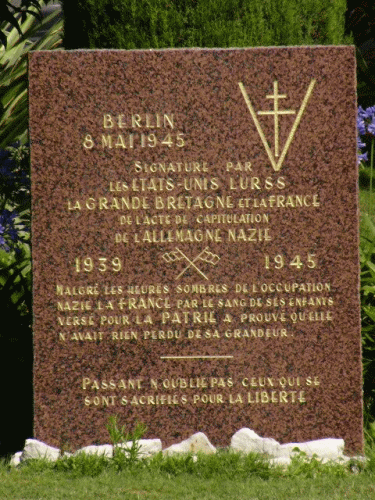 BERLIN
8 MAI 1945
SIGNATURE PAR
LES ÉTATS-UNIS L'URSS
LA GRANDE BRETAGNE ET LA FRANCE
DE L'ACTE DE CAPITULATION
DE L'ALLEMAGNE NAZIE
1939 1945
MALGRÉ LES HEURES SOMBRES DE L'OCCUPATION
NAZIE LA FRANCE PAR LE SANG DE SES ENFANTS
VERSÉ POUR LA PATRIE A PROUVÉ QU'ELLE
N'AVAIT RIEN PERDU DE SA GRANDEUR.
PASSANT N'OUBLIE PAS CEUX QUI SE
SONT SACRIFIÉS POUR LA LIBERTÉ